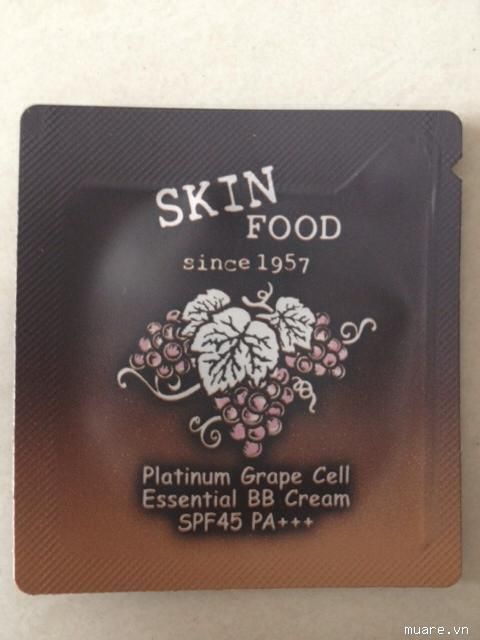 SKIN
FOOD
since 1957
Platinum Grape Cell
Essential BB Cream
SPF45 PA+++
muare.vn